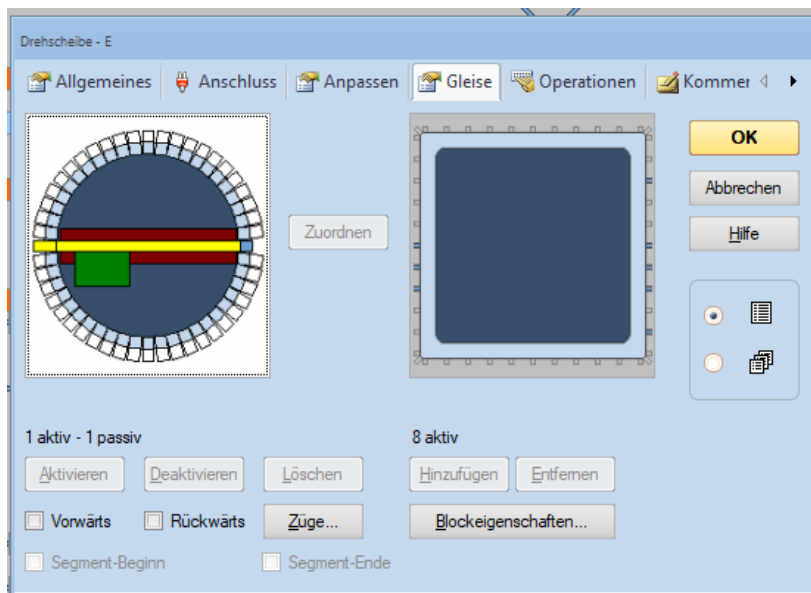 Drehscheibe - E
Allgemeines Anschluss Anpassen Gleise Operationen Kommer
OK
Abbrechen
Zuordnen
Hilfe
1 aktiv - 1 passiv 8 aktiv
Aktivieren Deaktivieren Löschen Hinzufügen Entfernen
Vorwärts Rückwärts Züge... Blockeigenschaften...
Segment-Beginn Segment-Ende